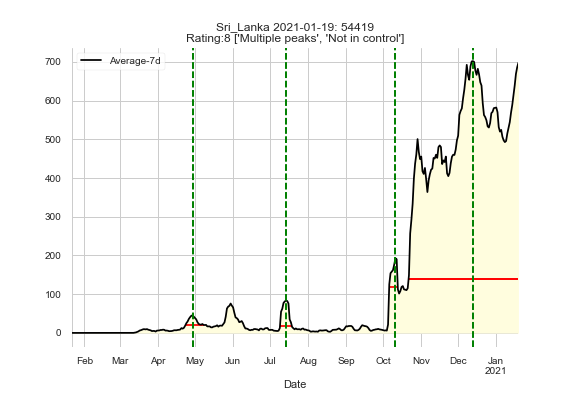 Sri_Lanka 2021-01-19: 54419
Rating:8 ['Multiple peaks', 'Not in control']
Average-7d
700
600
500
400
300
200
100
0
Feb Mar Apr May Jun Jul Aug Sep Oct Nov Dec Jan
2021
Date